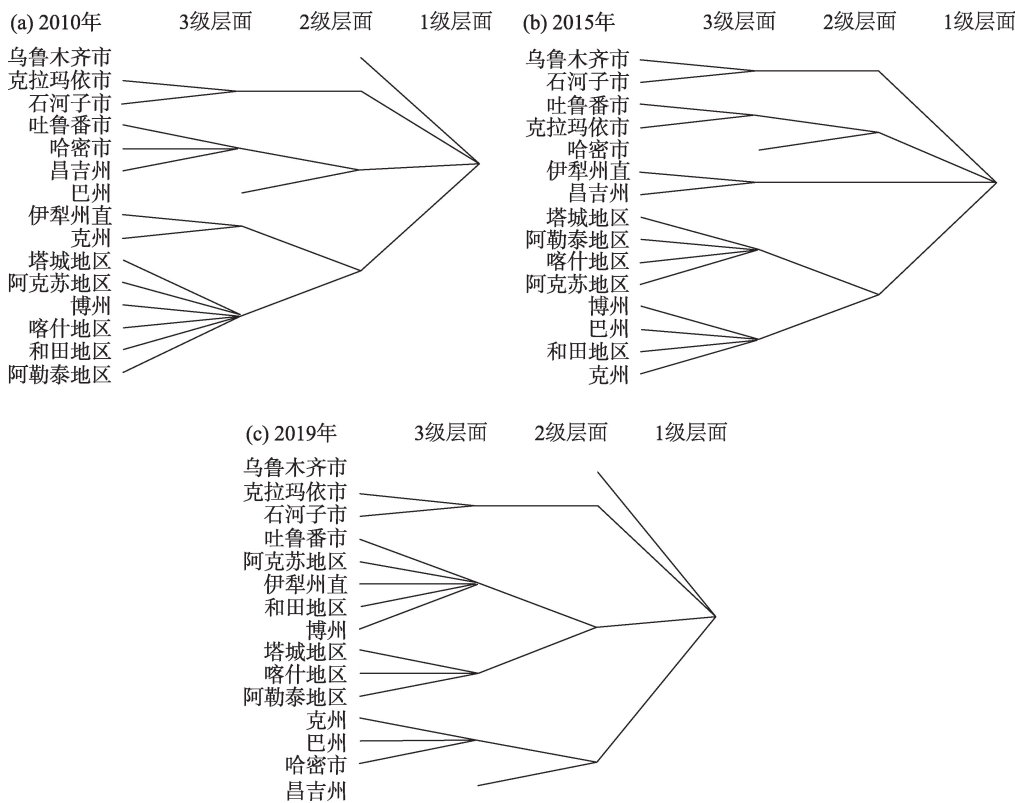 (a) 2010年 3级层面 2级层面 1级层面
乌鲁木齐市
克拉玛依市
石河子市
吐鲁番市
哈密市
昌吉州
巴州
伊犁州直
克州
塔城地区
阿克苏地区
博州
喀什地区
和田地区
阿勒泰地区
(b) 2015年 3级层面 2级层面 1级层面
乌鲁木齐市
石河子市
吐鲁番市
克拉玛依市
哈密市
伊犁州直
昌吉州
塔城地区
阿勒泰地区
喀什地区
阿克苏地区
博州
巴州
和田地区
克州
(c) 2019年 3级层面 2级层面 1级层面
乌鲁木齐市
克拉玛依市
石河子市
吐鲁番市
阿克苏地区
伊犁州直
和田地区
博州
塔城地区
喀什地区
阿勒泰地区
克州
巴州
哈密市
昌吉州